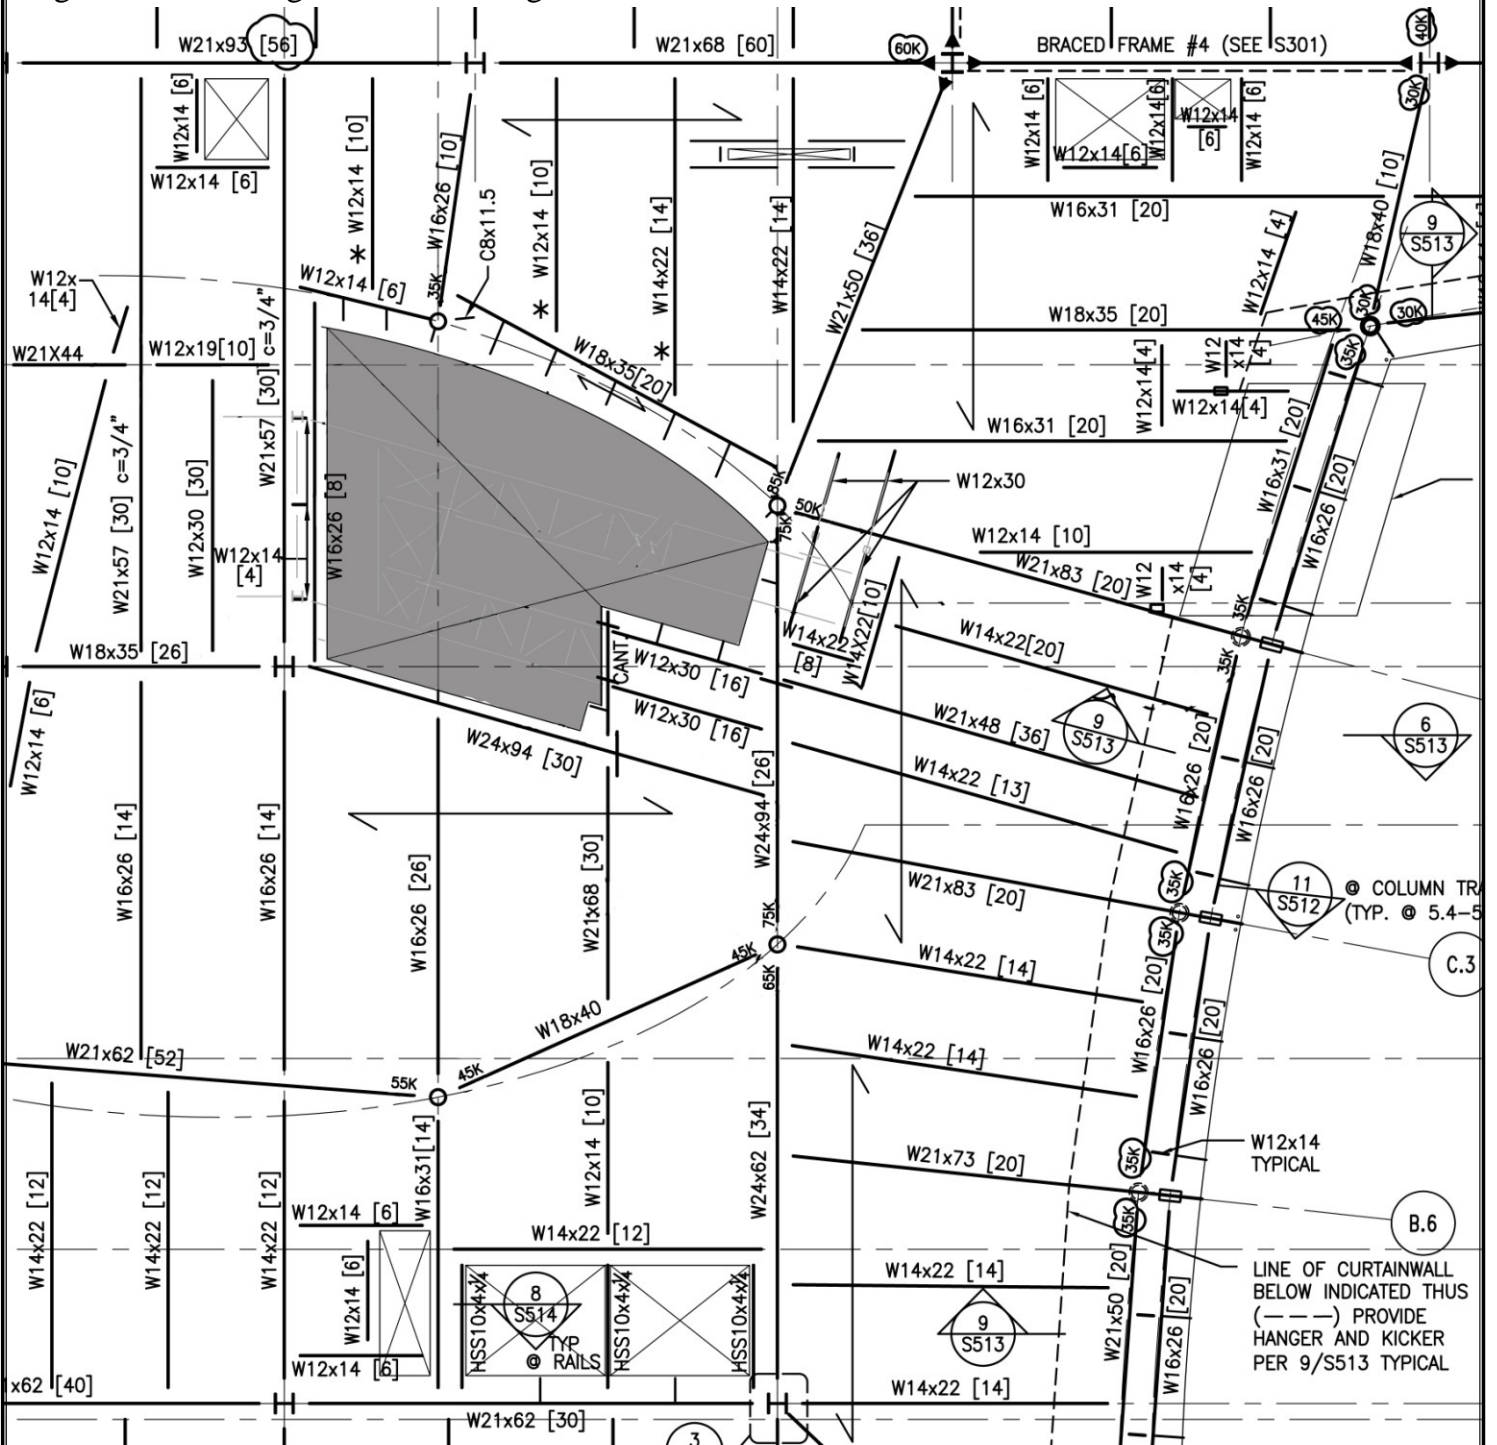 W21x93 [56]
W21x68 [60]
60K
BRACED FRAME #4 (SEE S301)
40K
30K
W12x14 [6]
W12x14 [6]
* W12x14 [10]
W16x26 [10]
C8x11.5
* W12x14 [10]
W14x22 [14]
*
W14x22 [14]
W21x50 [36]
W12x14 [6]
W12x14[6]
W12x14[6]
W12x14
[6]
W12x14 [6]
W16x31 [20]
W18x40 [10]
9
S513
W12x
14[4]
W12x14 [6]
35K
W12x14 [4]
W18x35 [20]
45K
30K
30K
35K
W21X44
W12x19[10]
W21x57 [30] c=3/4"
W18x35[20]
W12x14[4]
W12
x14
[4]
W12x14[4]
W16x31 [20]
W16x31 [20]
W16x26 [20]
W12x14 [10]
W21x57 [30] c=3/4"
W12x30 [30]
W12x14
[4]
W16x26 [8]
85K
50K
75K
W12x30
W12x14 [10]
W21x83 [20]
W12
x14
[4]
35K
35K
W18x35 [26]
CANT.
W12x30 [16]
W12x30 [16]
W14x22
[8]
W14x22[10]
W14x22[20]
W21x48 [36]
9
S513
6
S513
W12x14 [6]
W24x94 [30]
W24x94 [26]
W14x22 [13]
W16x26 [20]
W16x26 [20]
W16x26 [14]
W16x26 [14]
W16x26 [26]
W21x68 [30]
W21x83 [20]
35K
35K
11
S512
@ COLUMN TR
(TYP. @ 5.4-5
C.3
75K
45K
65K
W14x22 [14]
W18x40
W16x26 [20]
W16x26 [20]
W21x62 [52]
55K
45K
W14x22 [14]
W14x22 [12]
W14x22 [12]
W14x22 [12]
W16x31[14]
W12x14 [10]
W24x62 [34]
W21x73 [20]
35K
35K
W12x14
TYPICAL
B.6
W12x14 [6]
W12x14 [6]
W12x14 [6]
W14x22 [12]
HSS10x4x¼
HSS10x4x¼
HSS10x4x¼
8
S514
TYP
@ RAILS
W14x22 [14]
9
S513
W21x50 [20]
W16x26 [20]
LINE OF CURTAINWALL
BELOW INDICATED THUS
(———) PROVIDE
HANGER AND KICKER
PER 9/S513 TYPICAL
x62 [40]
W21x62 [30]
W14x22 [14]
3